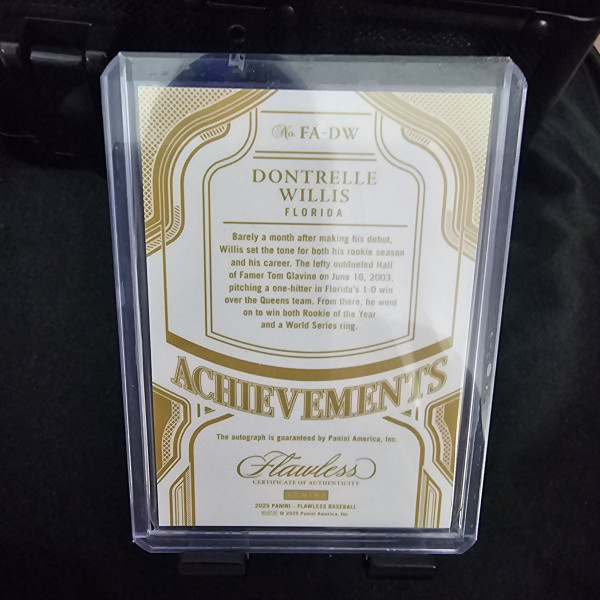 No. FA-DW
DONTRELLE
WILLIS
FLORIDA
Barely a month after making his debut,
Willis set the tone for both his rookie season
and his career. The lefty outdueled Hall
of Famer Tom Glavine on June 16, 2003,
pitching a one-hitter in Florida's 1-0 win
over the Queens team. From there, he went
on to win both Rookie of the Year
and a World Series ring.
ACHIEVEMENTS
The autograph is guaranteed by Panini America, Inc.
Flawless
CERTIFICATE OF AUTHENTICITY
2025 PANINI - FLAWLESS BASEBALL
© 2025 Panini America, Inc.